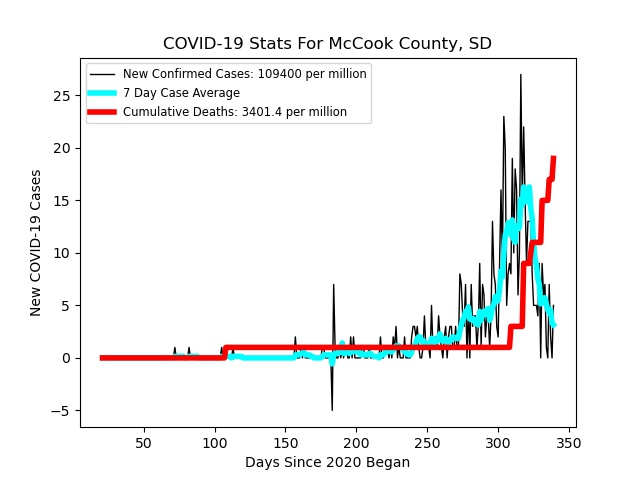 COVID-19 Stats For McCook County, SD
New Confirmed Cases: 109400 per million
7 Day Case Average
Cumulative Deaths: 3401.4 per million
New COVID-19 Cases
25
20
15
10
5
0
−5
50 100 150 200 250 300 350
Days Since 2020 Began